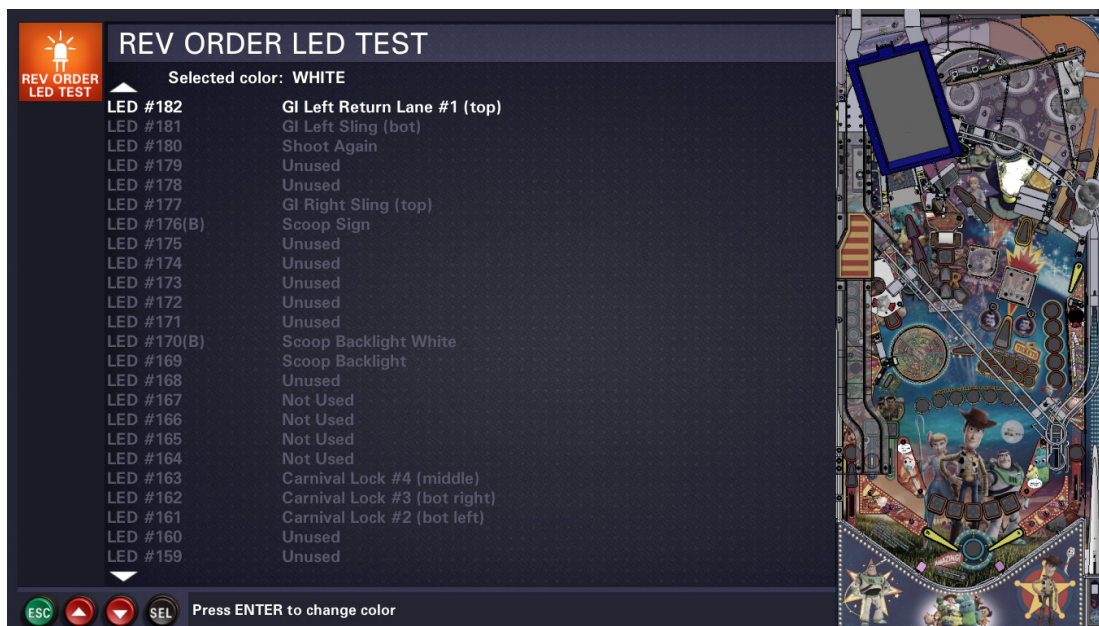 REV ORDER LED TEST
REV ORDER
LED TEST
Selected color: WHITE
LED #182 GI Left Return Lane #1 (top)
LED #181 GI Left Sling (bot)
LED #180 Shoot Again
LED #179 Unused
LED #178 Unused
LED #177 GI Right Sling (top)
LED #176(B) Scoop Sign
LED #175 Unused
LED #174 Unused
LED #173 Unused
LED #172 Unused
LED #171 Unused
LED #170(B) Scoop Backlight White
LED #169 Scoop Backlight
LED #168 Unused
LED #167 Not Used
LED #166 Not Used
LED #165 Not Used
LED #164 Not Used
LED #163 Carnival Lock #4 (middle)
LED #162 Carnival Lock #3 (bot right)
LED #161 Carnival Lock #2 (bot left)
LED #160 Unused
LED #159 Unused
ESC
SEL
Press ENTER to change color
TICKETS
AMAZING!